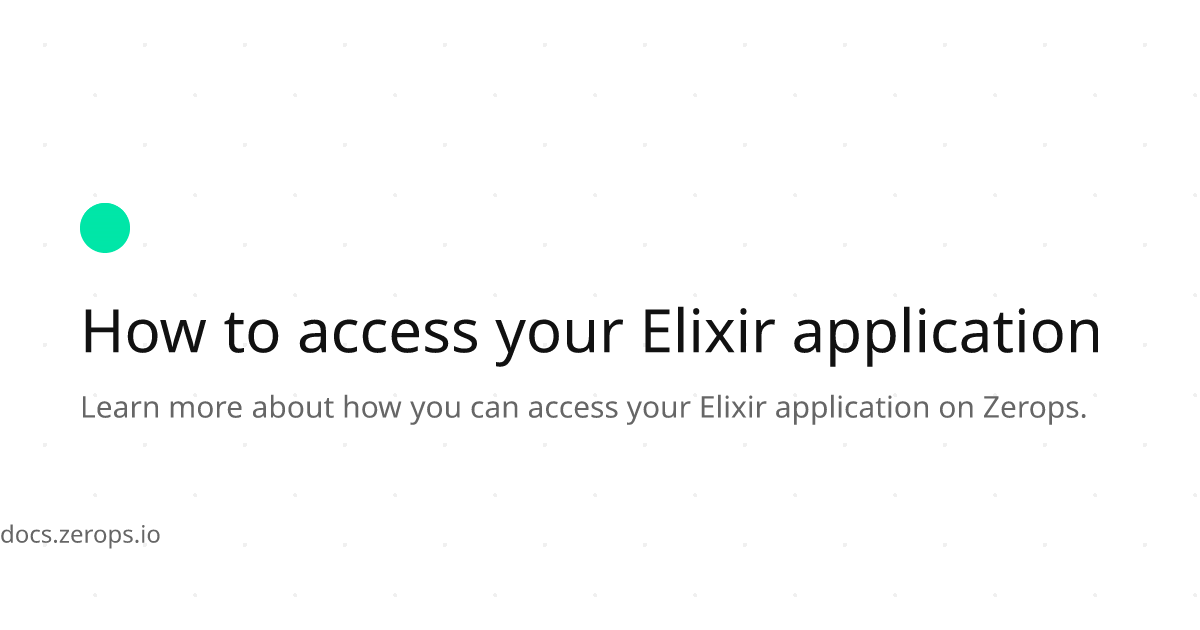 How to access your Elixir application
Learn more about how you can access your Elixir application on Zerops.
docs.zerops.io